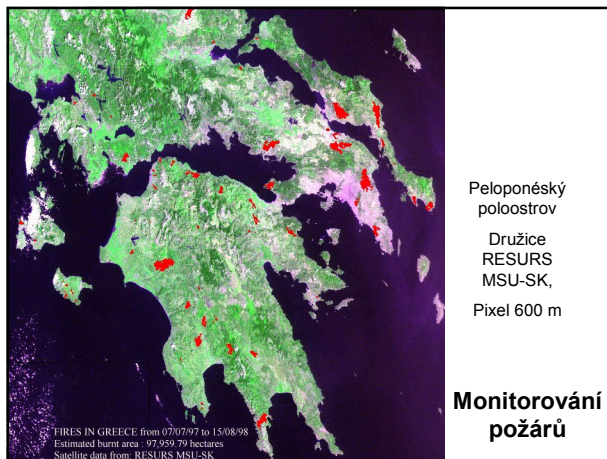 Peloponéský
poloostrov
Družice
RESURS
MSU-SK,
Pixel 600 m
Monitorování
požárů
FIRES IN GREECE from 07/07/97 to 15/08/98
Estimated burnt area : 97,959.79 hectares
Satellite data from: RESURS MSU-SK